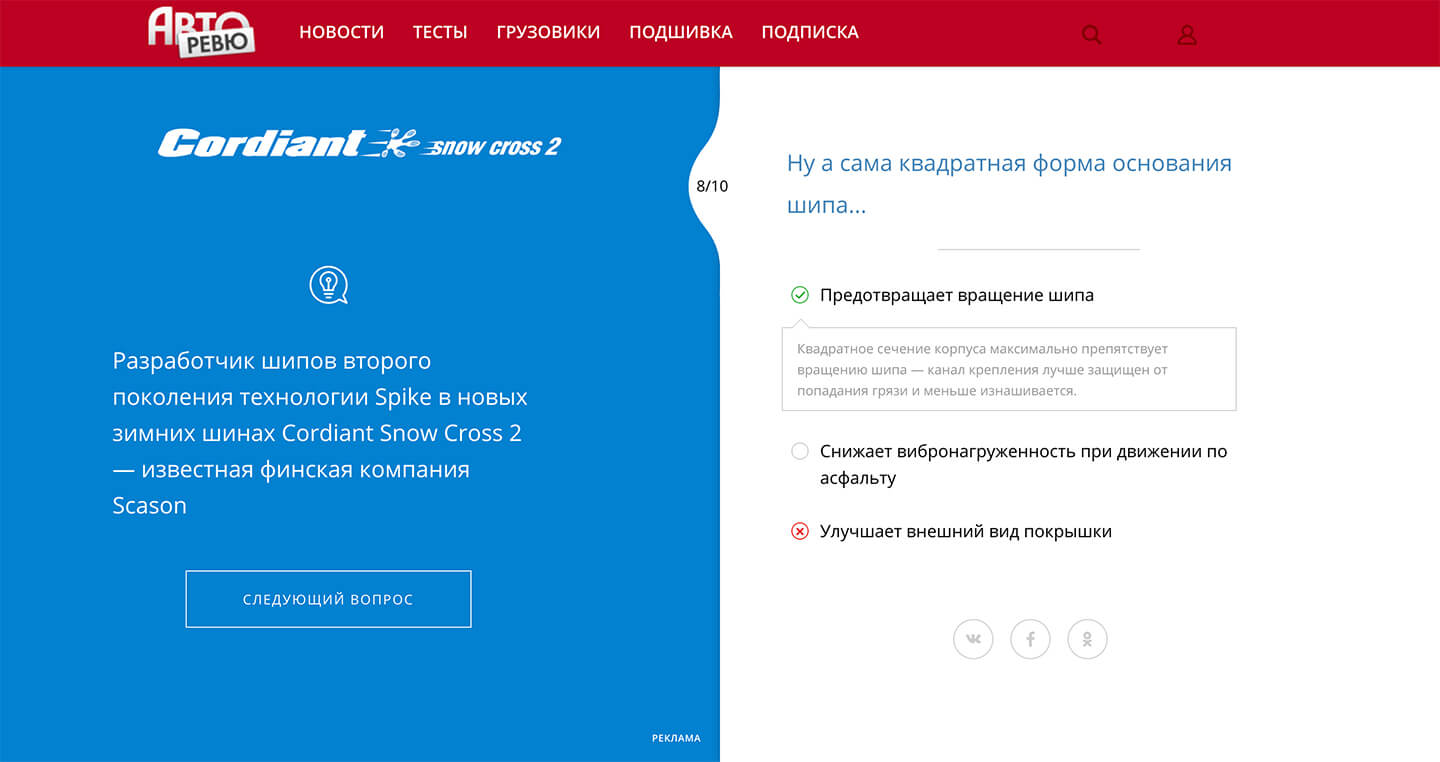 АВТО
РЕВЮ
НОВОСТИ ТЕСТЫ ГРУЗОВИКИ ПОДШИВКА ПОДПИСКА
Cordiant snow cross 2
8/10
Разработчик шипов второго
поколения технологии Spike в новых
зимних шинах Cordiant Snow Cross 2
— известная финская компания
Scason
СЛЕДУЮЩИЙ ВОПРОС
РЕКЛАМА
Ну а сама квадратная форма основания
шипа...
Предотвращает вращение шипа
Квадратное сечение корпуса максимально препятствует
вращению шипа — канал крепления лучше защищен от
попадания грязи и меньше изнашивается.
Снижает вибронагруженность при движении по
асфальту
Улучшает внешний вид покрышки